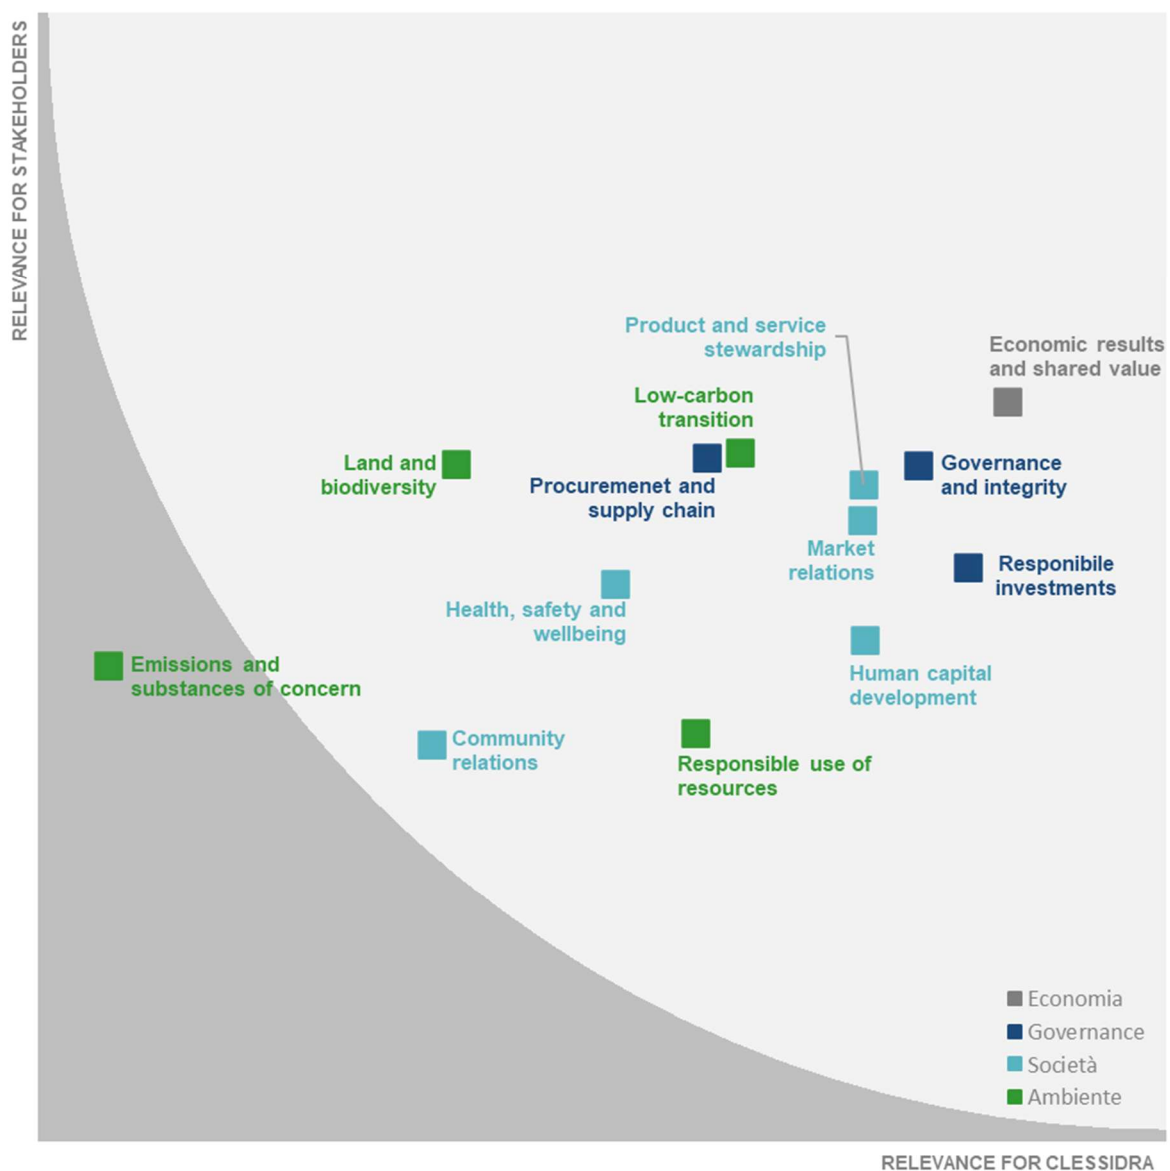 RELEVANCE FOR STAKEHOLDERS
Product and service
stewardship
Economic results
and shared value
Low-carbon
transition
Land and
biodiversity
Procuremenet and
supply chain
Governance
and integrity
Market
relations
Responibile
investments
Health, safety and
wellbeing
Emissions and
substances of concern
Human capital
development
Community
relations
Responsible use of
resources
Economia
Governance
Società
Ambiente
RELEVANCE FOR CLESSIDRA